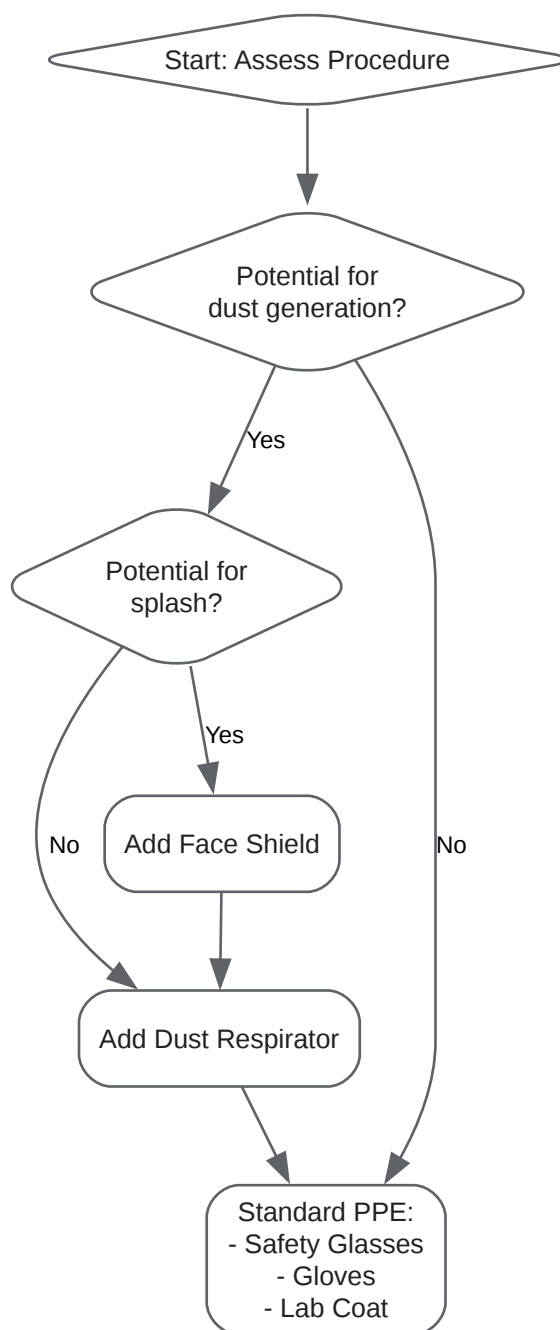 Start: Assess Procedure
Potential for
dust generation?
Yes
Potential for
splash?
Yes
No
Add Face Shield
No
Add Dust Respirator
Standard PPE:
- Safety Glasses
- Gloves
- Lab Coat